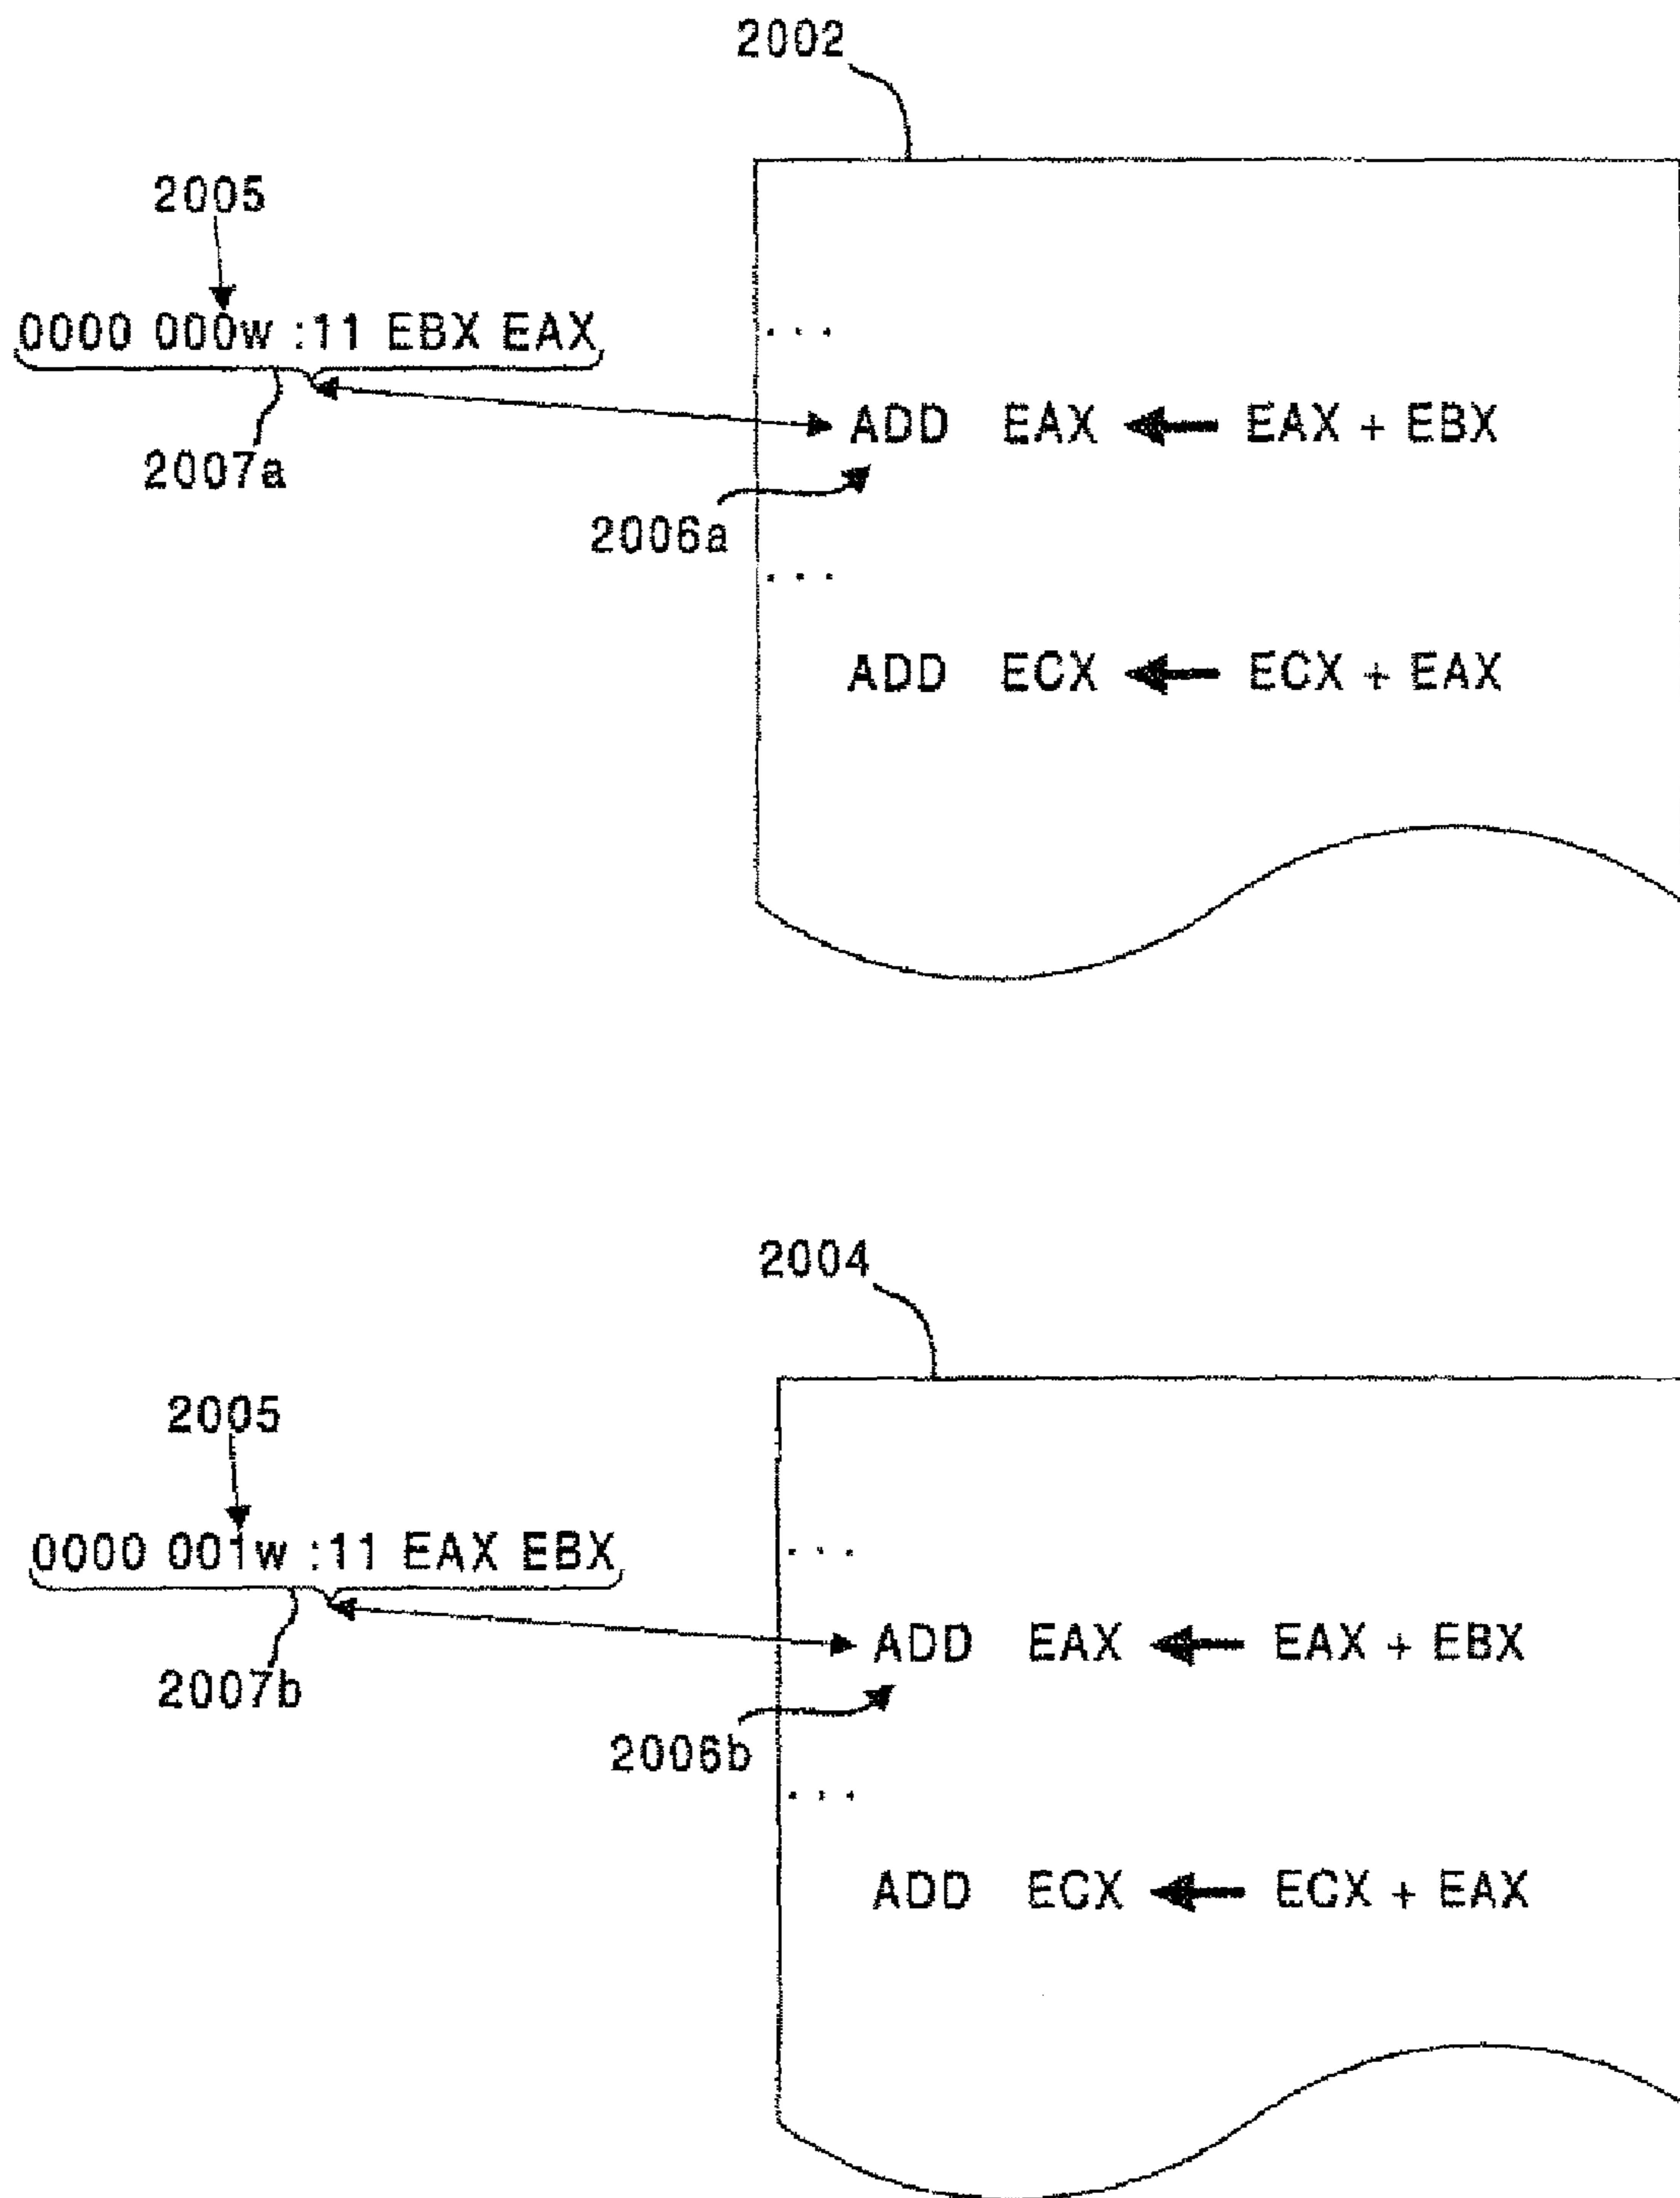 2002
2005
0000 000w :11 EBX EAX
...
ADD EAX ← EAX + EBX
2007a
2006a
...
ADD ECX ← ECX + EAX
2004
2005
0000 001w :11 EAX EBX
...
ADD EAX ← EAX + EBX
2007b
2006b
...
ADD ECX ← ECX + EAX